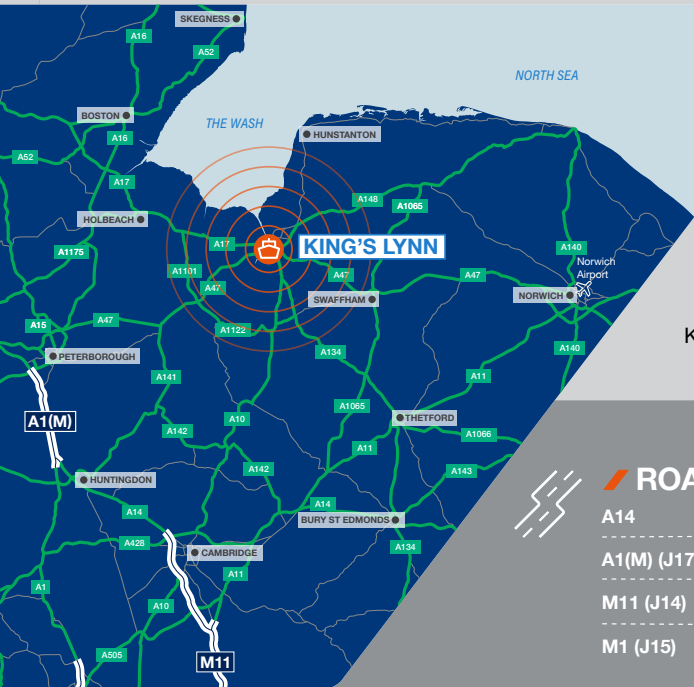 SKEGNESS
A16
A52
NORTH SEA
BOSTON
THE WASH
HUNSTANTON
A16
A52
A17
A148
A1065
HOLBEACH
A17
KING'S LYNN
A140
A1175
Norwich
Airport
A1101
A47
A47
A47
SWAFFHAM
NORWICH
A15
A47
A1122
PETERBOROUGH
A134
A140
A141
A11
A1(M)
A10
A1065
THETFORD
A142
A1066
A11
A142
A143
HUNTINGDON
ROA
A14
A14
A14
BURY ST EDMONDS
A428
CAMBRIDGE
A134
A1(M) (J17
A11
A1
A10
M11 (J14)
A505
M11
M1 (J15)
K